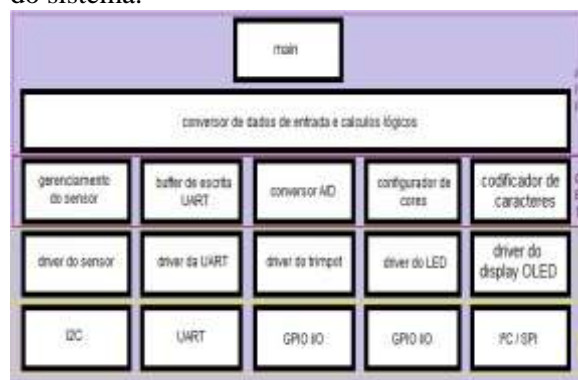 do sistema.
main
conversor de dados de entrada e calculos lógicos
gerenciamento
do sensor
buffer de escrita
UART
conversor A/D
configurador de
cores
codificador de
caracteres
driver do sensor
driver da UART
driver do trimpot
driver do LED
driver do
display OLED
I2C
UART
GPIO I/O
GPIO I/O
I²C / SPI